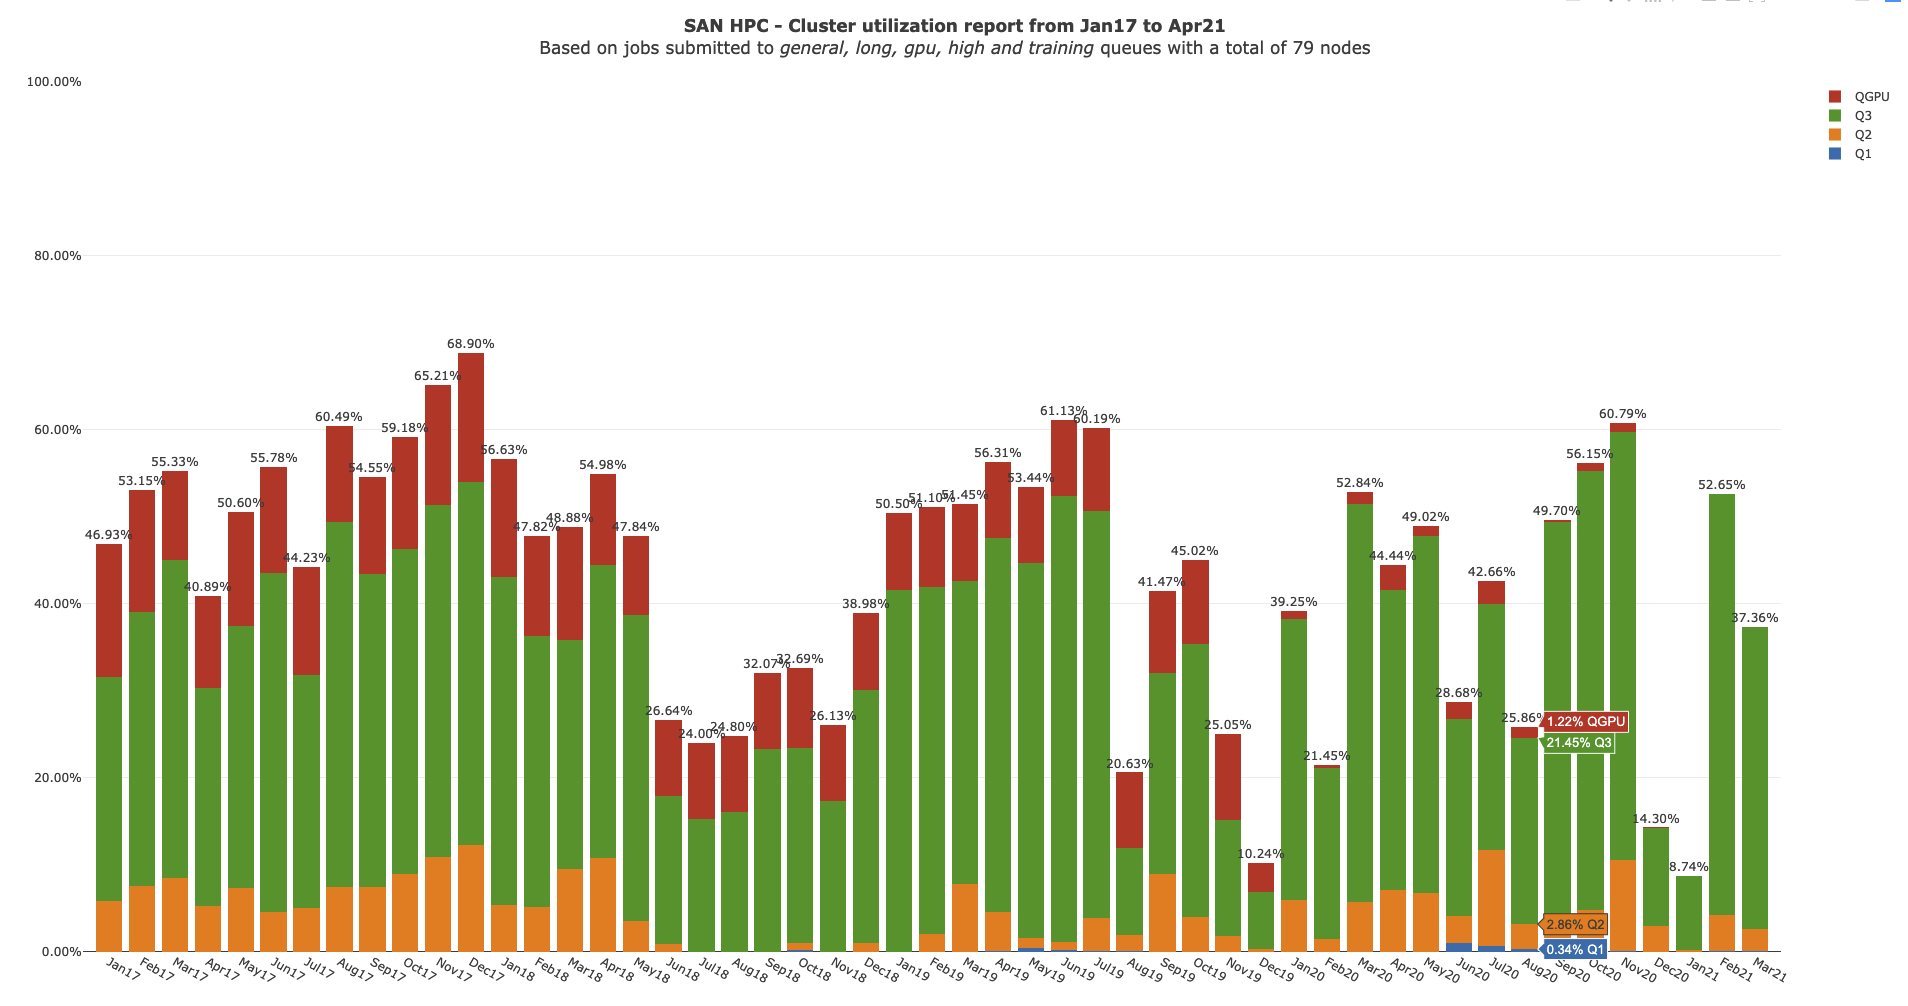 SAN HPC - Cluster utilization report from Jan17 to Apr21
Based on jobs submitted to general, long, gpu, high and training queues with a total of 79 nodes
100.00%
80.00%
60.00%
40.00%
20.00%
0.00%
QGPU
Q3
Q2
Q1
46.93%
53.15%
55.33%
40.89%
50.60%
55.78%
44.23%
60.49%
54.55%
59.18%
65.21%
68.90%
56.63%
47.82%
48.88%
54.98%
47.84%
26.64%
24.00%
24.80%
32.07%
32.69%
26.13%
38.98%
50.50%
51.10%
51.45%
56.31%
53.44%
61.13%
60.19%
20.63%
41.47%
45.02%
25.05%
10.24%
39.25%
21.45%
52.84%
44.44%
49.02%
28.68%
42.66%
25.86%
49.70%
56.15%
60.79%
14.30%
8.74%
52.65%
37.36%
1.22% QGPU
21.45% Q3
2.86% Q2
0.34% Q1
Jan17
Feb17
Mar17
Apr17
May17
Jun17
Jul17
Aug17
Sep17
Oct17
Nov17
Dec17
Jan18
Feb18
Mar18
Apr18
May18
Jun18
Jul18
Aug18
Sep18
Oct18
Nov18
Dec18
Jan19
Feb19
Mar19
Apr19
May19
Jun19
Jul19
Aug19
Sep19
Oct19
Nov19
Dec19
Jan20
Feb20
Mar20
Apr20
May20
Jun20
Jul20
Aug20
Sep20
Oct20
Nov20
Dec20
Jan21
Feb21
Mar21